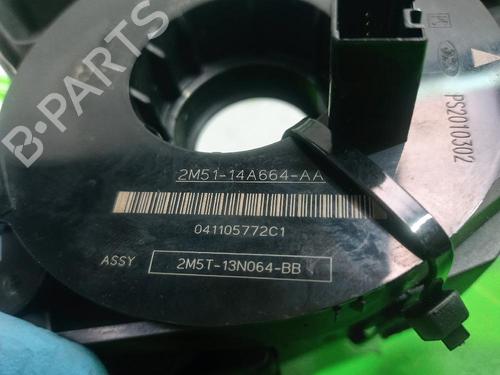 2M51-14A664-AA
041105772C1
ASSY 2M5T-13N064-BB
PS2010302
B-PARTS